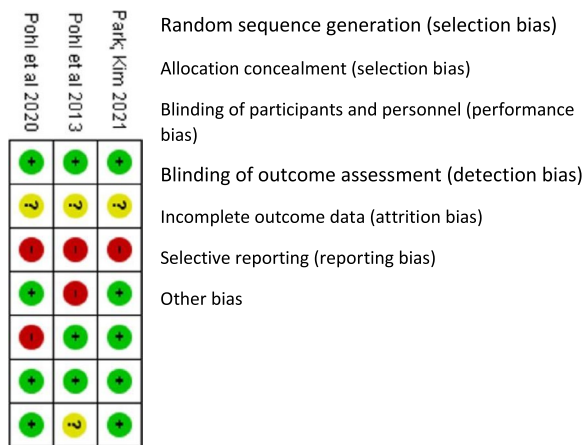 Pohl et al 2020
Pohl et al 2013
Park; Kim 2021
Random sequence generation (selection bias)
Allocation concealment (selection bias)
Blinding of participants and personnel (performance
bias)
Blinding of outcome assessment (detection bias)
Incomplete outcome data (attrition bias)
Selective reporting (reporting bias)
Other bias
+ + +
? ? ?
- - -
+ - +
- + +
+ + +
+ ? +